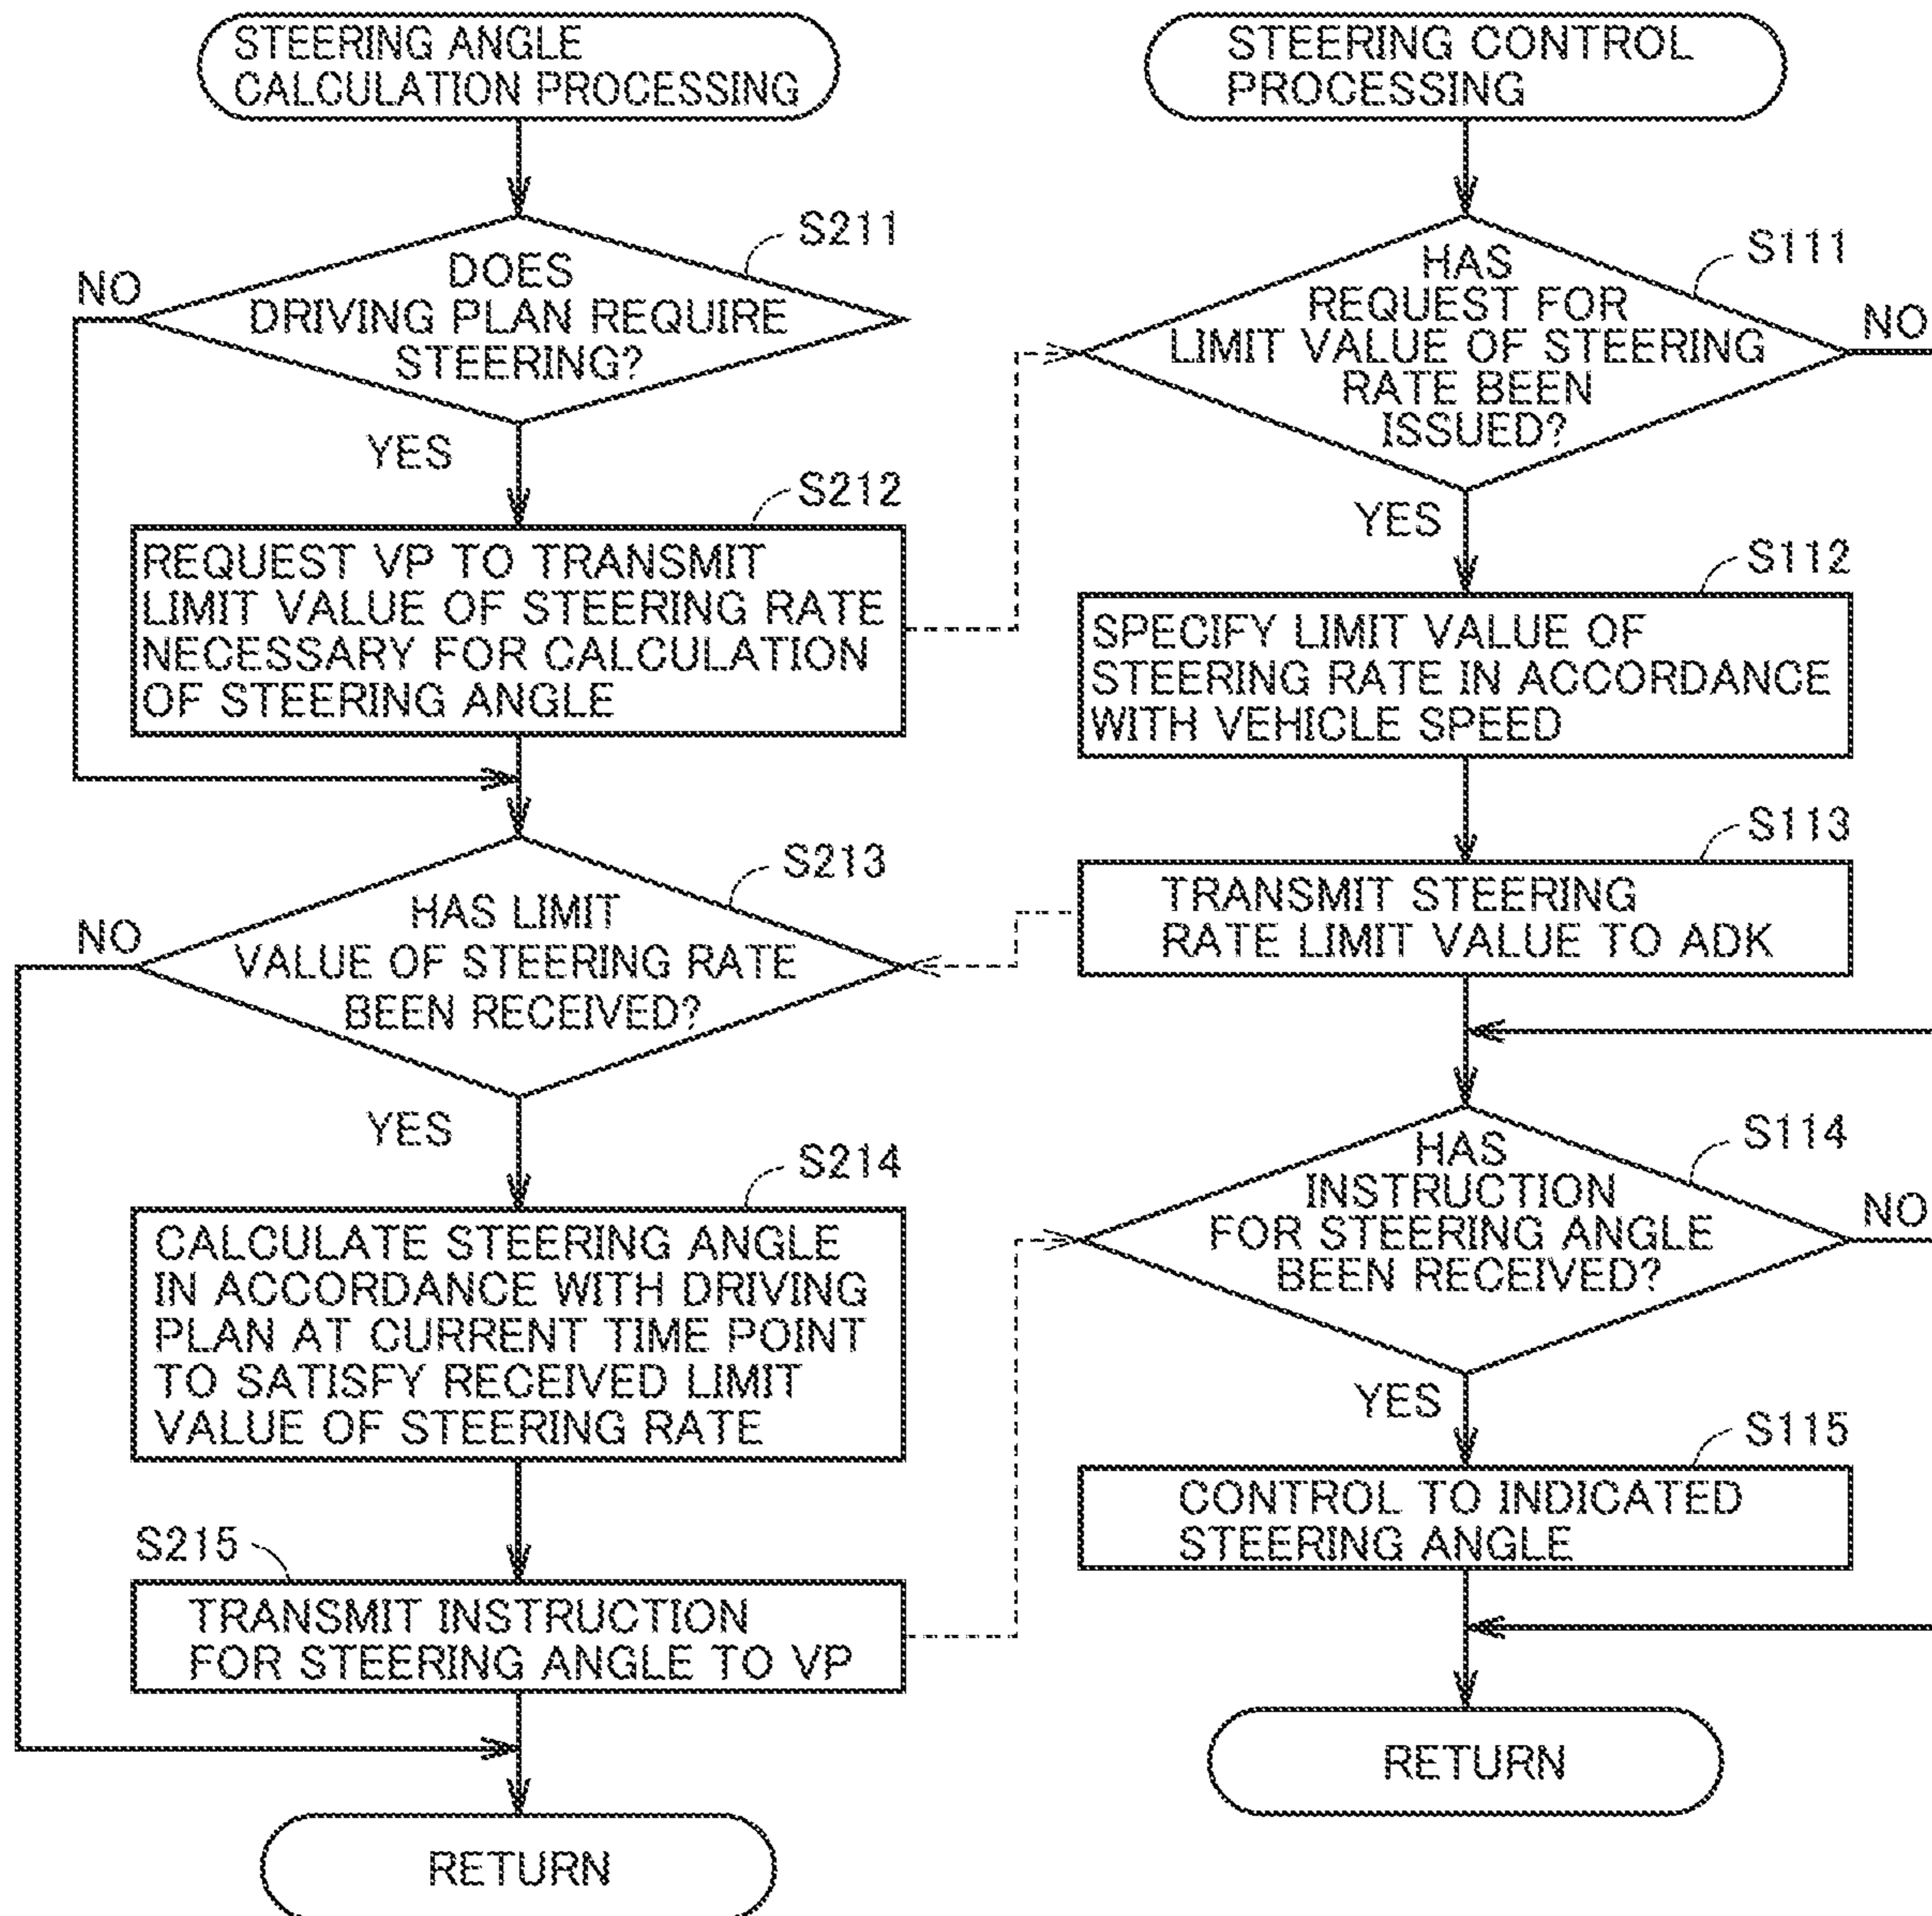 STEERING ANGLE
CALCULATION PROCESSING
S211
DOES
DRIVING PLAN REQUIRE
STEERING?
NO
YES
S212
REQUEST VP TO TRANSMIT
LIMIT VALUE OF STEERING RATE
NECESSARY FOR CALCULATION
OF STEERING ANGLE
S213
HAS LIMIT
VALUE OF STEERING RATE
BEEN RECEIVED?
NO
YES
S214
CALCULATE STEERING ANGLE
IN ACCORDANCE WITH DRIVING
PLAN AT CURRENT TIME POINT
TO SATISFY RECEIVED LIMIT
VALUE OF STEERING RATE
S215
TRANSMIT INSTRUCTION
FOR STEERING ANGLE TO VP
RETURN
STEERING CONTROL
PROCESSING
S111
HAS
REQUEST FOR
LIMIT VALUE OF STEERING
RATE BEEN
ISSUED?
NO
YES
S112
SPECIFY LIMIT VALUE OF
STEERING RATE IN ACCORDANCE
WITH VEHICLE SPEED
S113
TRANSMIT STEERING
RATE LIMIT VALUE TO ADK
S114
HAS
INSTRUCTION
FOR STEERING ANGLE
BEEN RECEIVED?
NO
YES
S115
CONTROL TO INDICATED
STEERING ANGLE
RETURN